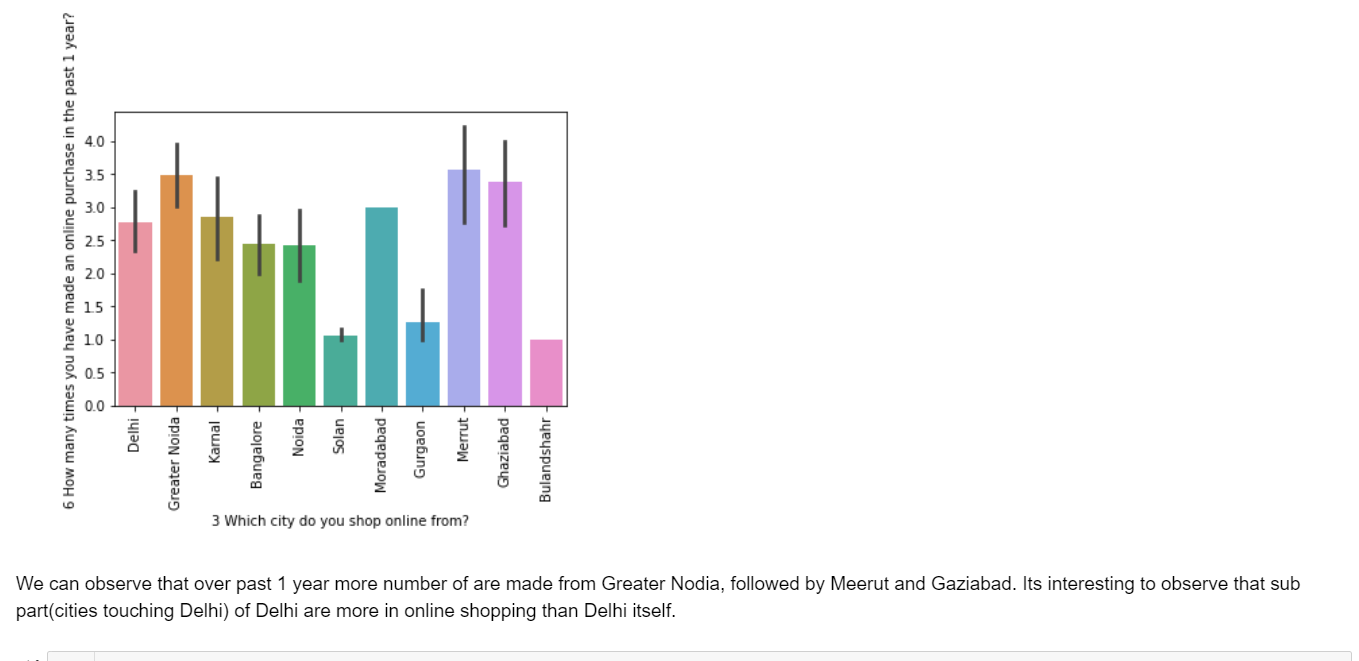 6 How many times you have made an online purchase in the past 1 year?
4.0
3.5
3.0
2.5
2.0
1.5
1.0
0.5
0.0
Delhi
Greater Noida
Karnal
Bangalore
Noida
Solan
Moradabad
Gurgaon
Merrut
Ghaziabad
Bulandshahr
3 Which city do you shop online from?
We can observe that over past 1 year more number of are made from Greater Nodia, followed by Meerut and Gaziabad. Its interesting to observe that sub
part(cities touching Delhi) of Delhi are more in online shopping than Delhi itself.